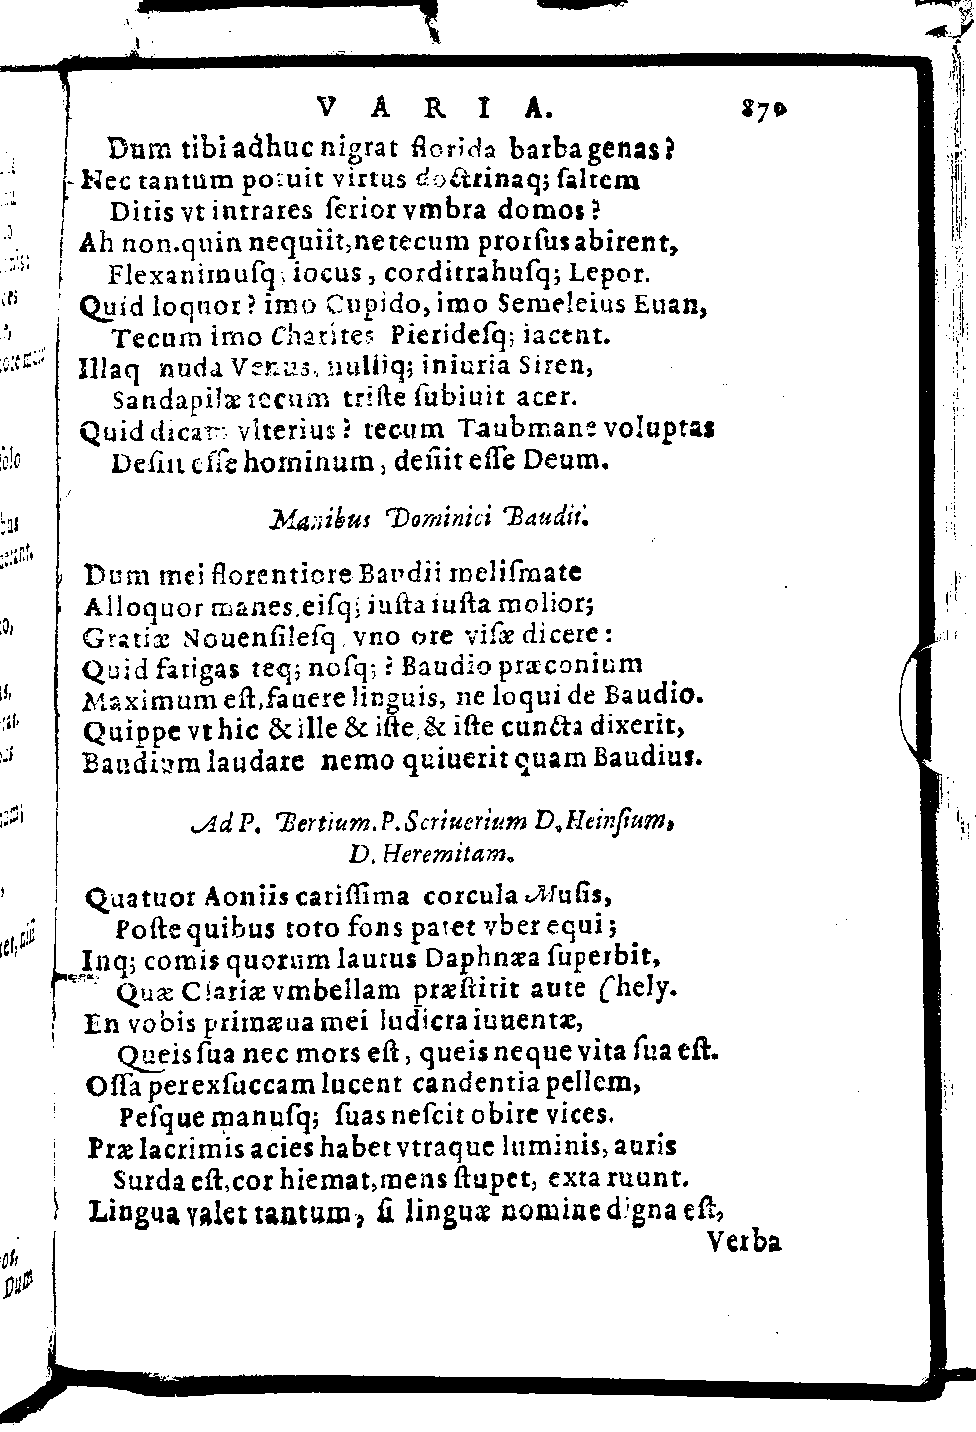 VARIA. 870
Dum tibi adhuc nigrat florida barba genas?
Nec tantum potuit virtus doctrinaq; saltem
Ditis vt intrares serior vmbra domos?
Ah non. quin nequiit, ne tecum prorsus abirent,
Flexanimusq; iocus, corditrahusq; Lepor.
Quid loquor? imo Cupido, imo Semeleius Euan,
Tecum imo Charites Pieridesq; iacent.
Illaq nuda Venus, nulliq; iniuria Siren,
Sandapilæ tecum triste subiuit acer.
Quid dicam vlterius? tecum Taubmane voluptas
Desiit esse hominum, desiit esse Deum.
Manibus Dominici Baudii.
Dum mei florentiore Baudii melismate
Alloquor manes, eisq; iusta iusta molior;
Gratiæ Nouensilesq, vno ore visæ dicere:
Quid fatigas teq; nosq; ? Baudio præconium
Maximum est, fauere linguis, ne loqui de Baudio.
Quippe vt hic & ille & iste, & iste cuncta dixerit,
Baudium laudare nemo quiuerit quam Baudius.
Ad P. Bertium. P. Scriuerium D. Heinsium,
D. Heremitam.
Quatuor Aoniis carissima corcula Musis,
Poste quibus toto fons patet vber equi;
Inq; comis quorum laurus Daphnæa superbit,
Quæ Clariæ vmbellam præstitit aute Chely.
En vobis primæua mei ludicra iuuentæ,
Queis sua nec mors est, queis neque vita sua est.
Ossa per exsuccam lucent candentia pellem,
Pesque manusq; suas nescit obire vices.
Præ lacrimis acies habet vtraque luminis, auris
Surda est, cor hiemat, mens stupet, exta ruunt.
Lingua valet tantum, si linguæ nomine digna est,
Verba